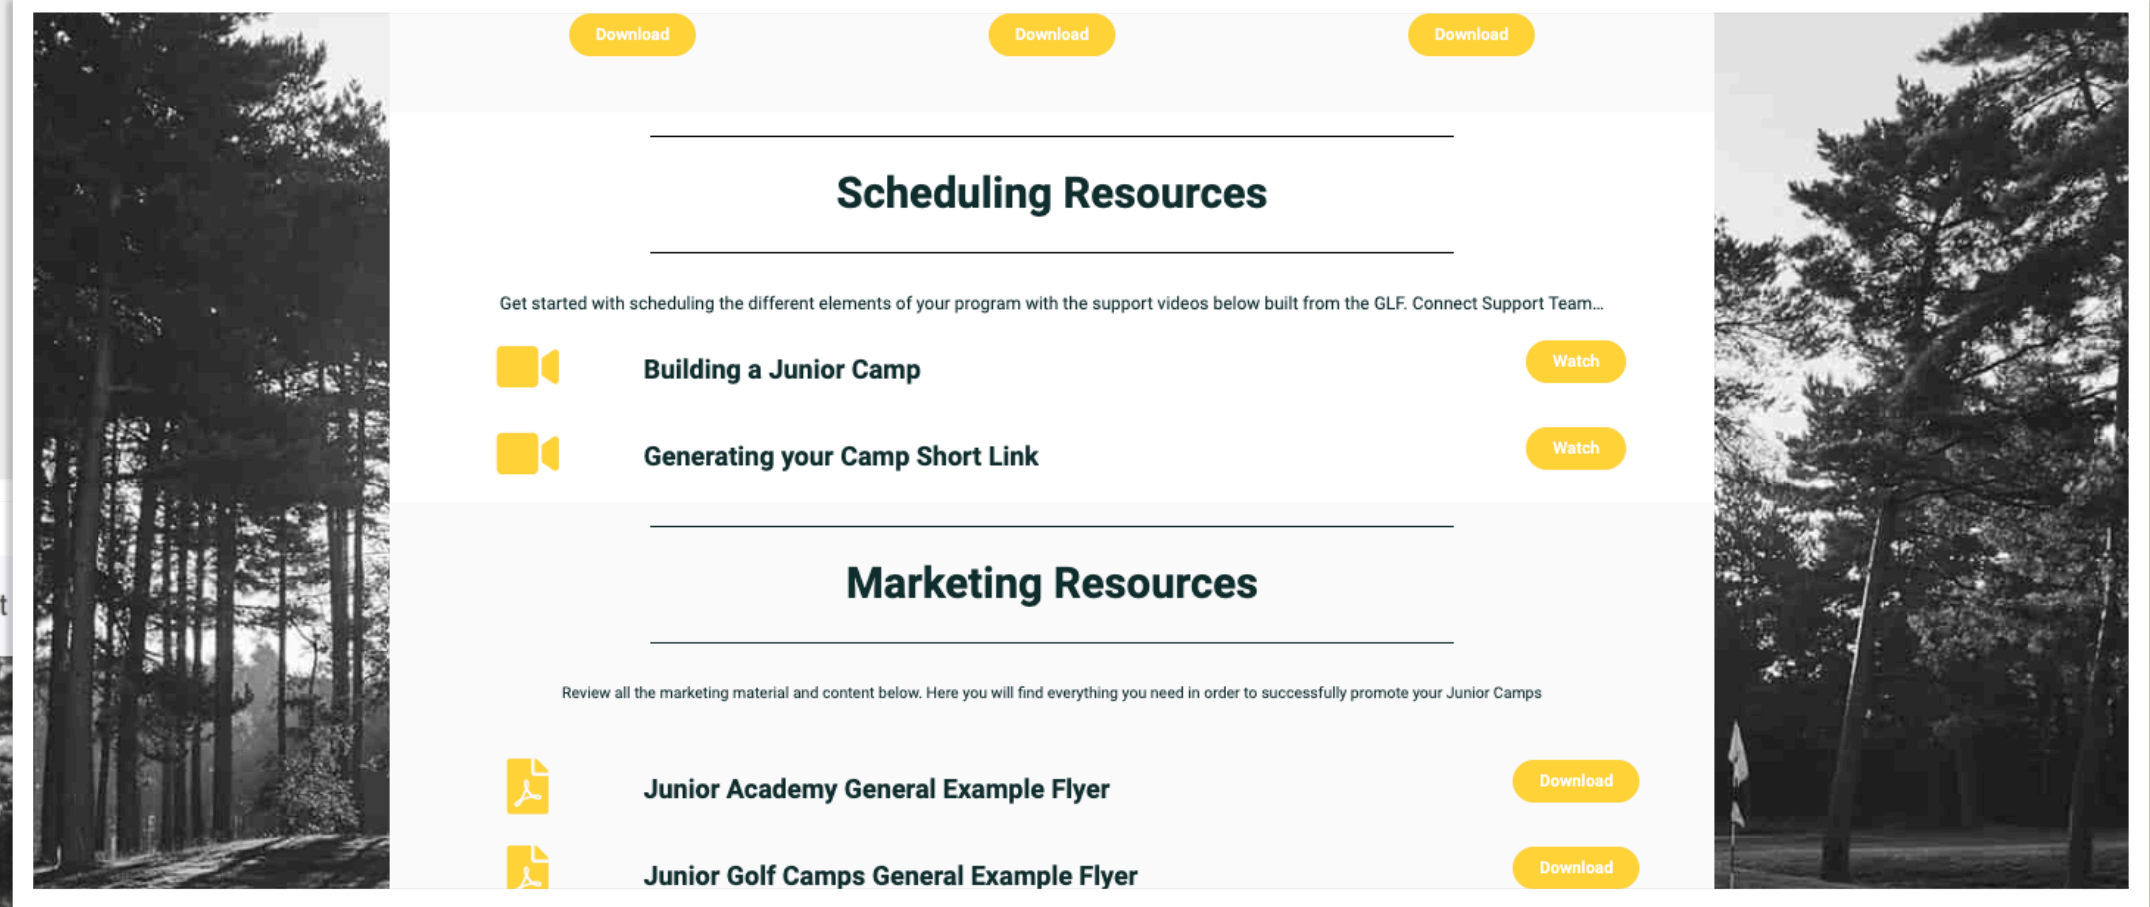 Download Download Download
Scheduling Resources
Get started with scheduling the different elements of your program with the support videos below built from the GLF. Connect Support Team...
Building a Junior Camp Watch
Generating your Camp Short Link Watch
Marketing Resources
t
Review all the marketing material and content below. Here you will find everything you need in order to successfully promote your Junior Camps
Junior Academy General Example Flyer Download
Junior Golf Camps General Example Flyer Download